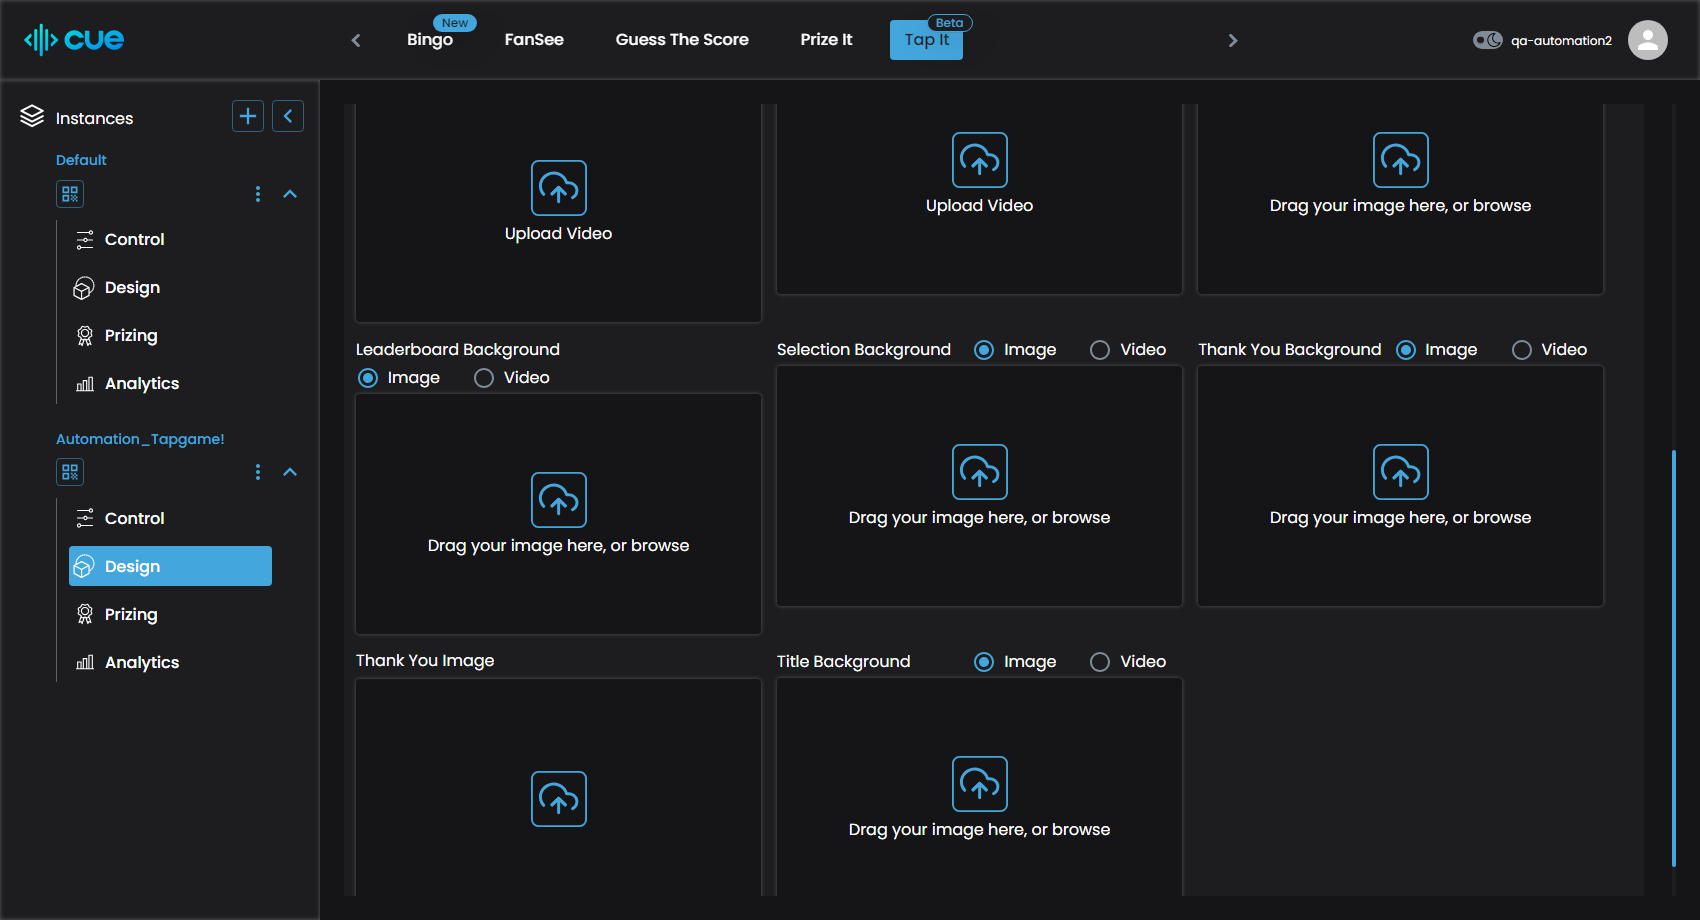 cue
Bingo
New
FanSee
Guess The Score
Prize It
Tap It
Beta
qa-automation2
Instances
Default
Control
Design
Prizing
Analytics
Automation_Tapgame!
Control
Design
Prizing
Analytics
Upload Video
Upload Video
Drag your image here, or browse
Leaderboard Background
Image Video
Drag your image here, or browse
Selection Background Image Video
Drag your image here, or browse
Thank You Background Image Video
Drag your image here, or browse
Thank You Image
Title Background Image Video
Drag your image here, or browse